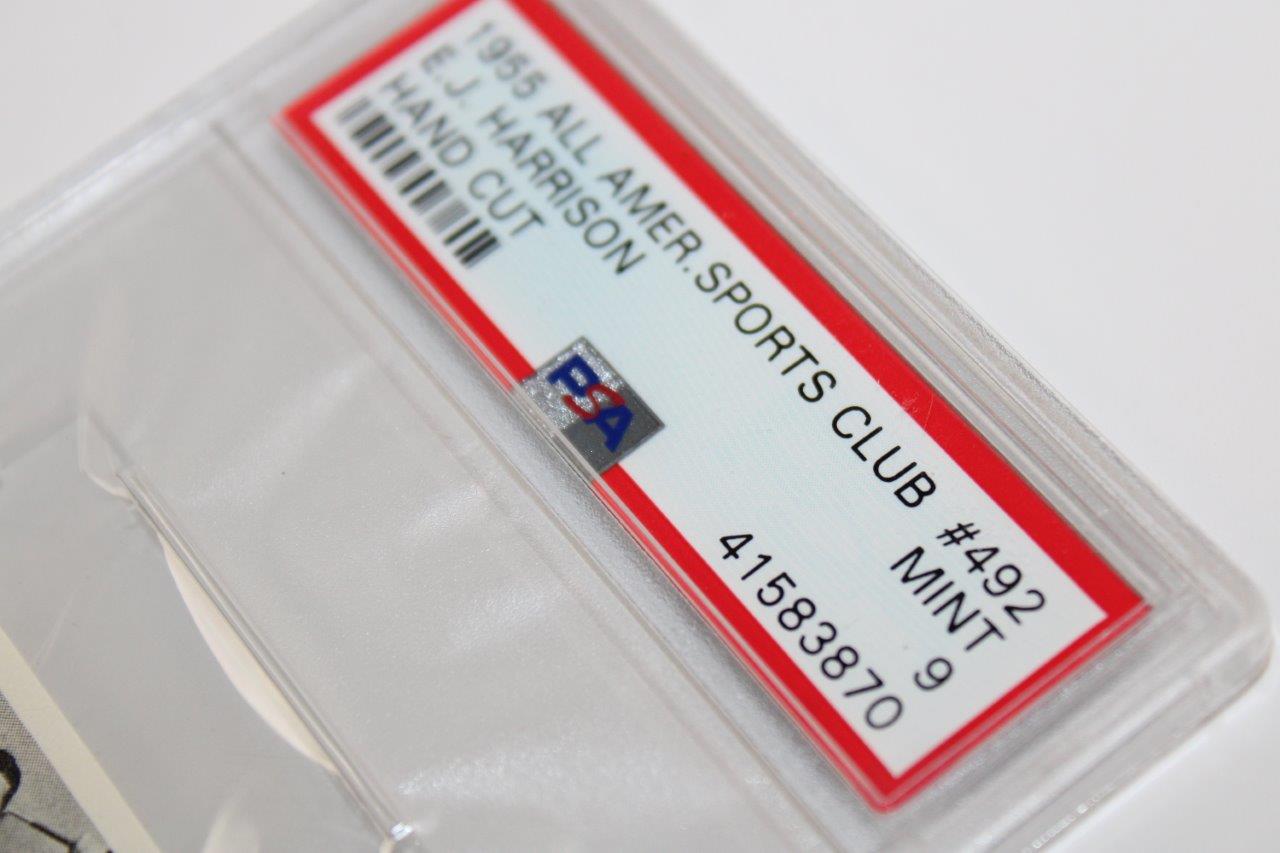 1955 ALL AMER.SPORTS CLUB #492
E.J. HARRISON MINT
HAND CUT 9
PSA 41583870